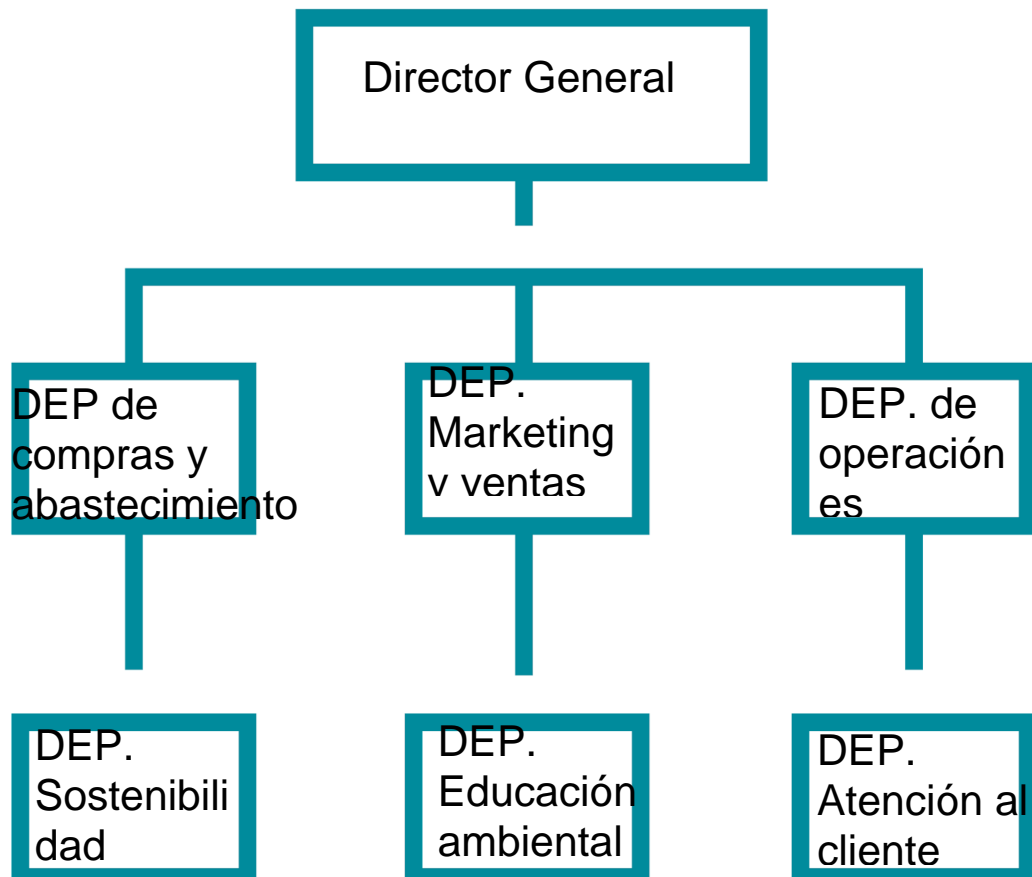 Director General
DEP de
compras y
abastecimiento
DEP.
Marketing
y ventas
DEP. de
operación
es
DEP.
Sostenibili
dad
DEP.
Educación
ambiental
DEP.
Atención al
cliente